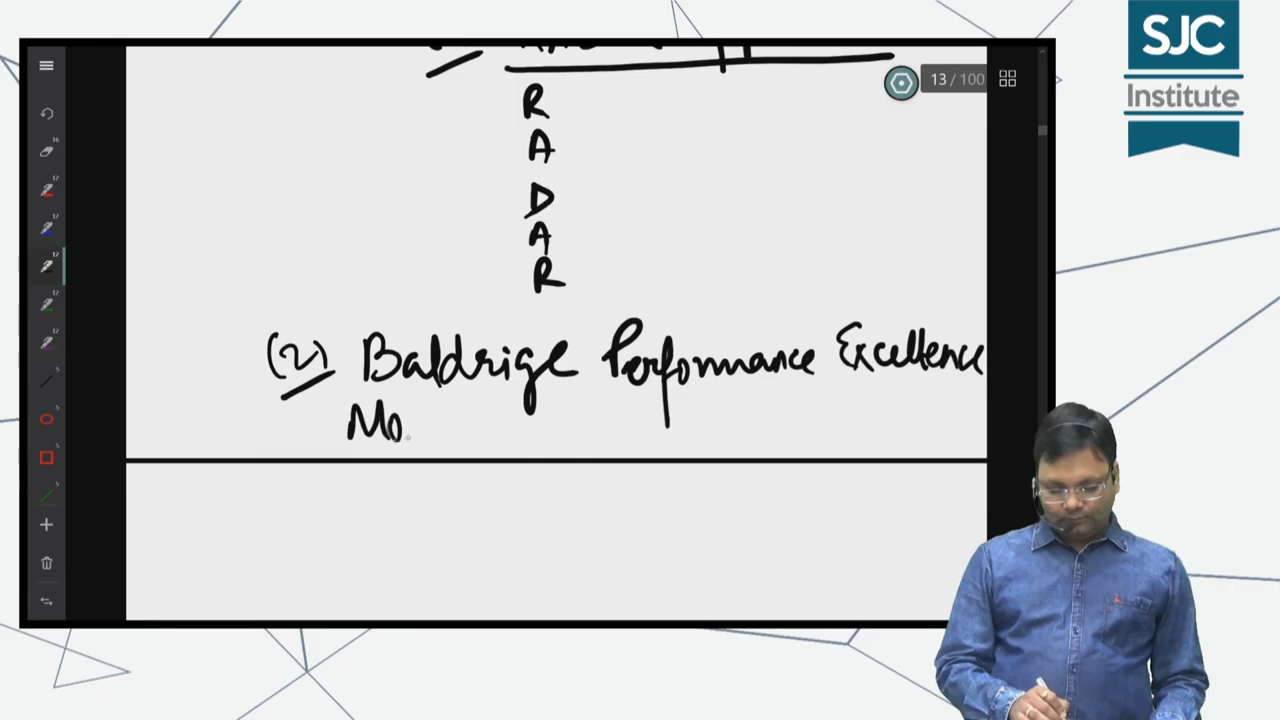 SJC
Institute
13 / 100
R
A
D
A
R
(2) Baldrige Performance Excellence
Mo